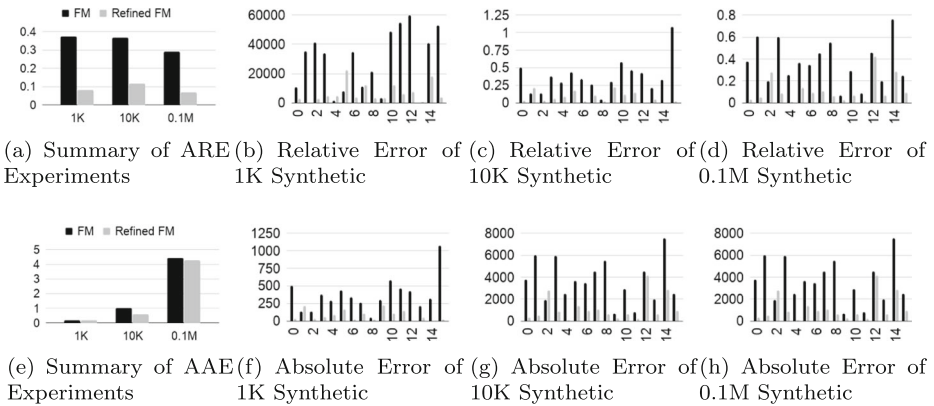 FM Refined FM
0.4
0.3
0.2
0.1
0
1K 10K 0.1M
60000
40000
20000
0
0 2 4 6 8 10 12 14
1.25
1
0.75
0.5
0.25
0
0 2 4 6 8 10 12 14
0.8
0.6
0.4
0.2
0
0 2 4 6 8 10 12 14
(a) Summary of ARE Experiments
(b) Relative Error of 1K Synthetic
(c) Relative Error of 10K Synthetic
(d) Relative Error of 0.1M Synthetic
FM Refined FM
5
4
3
2
1
0
1K 10K 0.1M
1250
1000
750
500
250
0
0 2 4 6 8 10 12 14
8000
6000
4000
2000
0
0 2 4 6 8 10 12 14
8000
6000
4000
2000
0
0 2 4 6 8 10 12 14
(e) Summary of AAE Experiments
(f) Absolute Error of 1K Synthetic
(g) Absolute Error of 10K Synthetic
(h) Absolute Error of 0.1M Synthetic